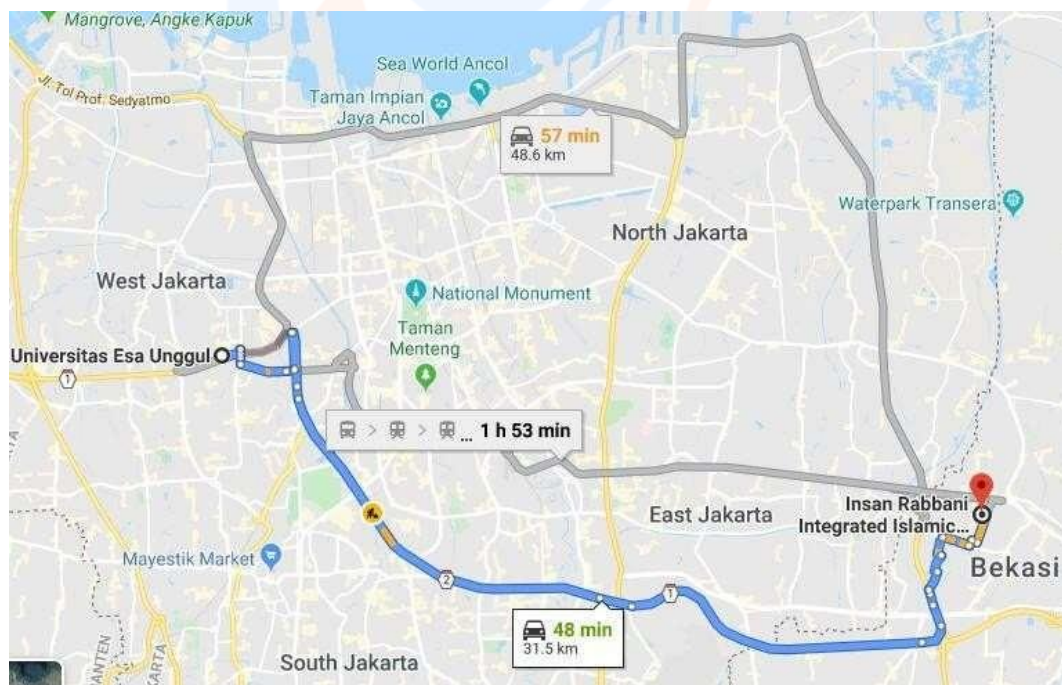 Mangrove, Angke Kapuk
Jl. Tol Prof. Sedyatmo
Sea World Ancol
Taman Impian
Jaya Ancol
57 min
48.6 km
Waterpark Transera
North Jakarta
West Jakarta
National Monument
Taman
Menteng
Universitas Esa Unggul
1
> > ... 1 h 53 min
Insan Rabbani
Integrated Islamic...
East Jakarta
Bekasi
Mayestik Market
2
1
48 min
31.5 km
South Jakarta
BANTEN
JAKARTA